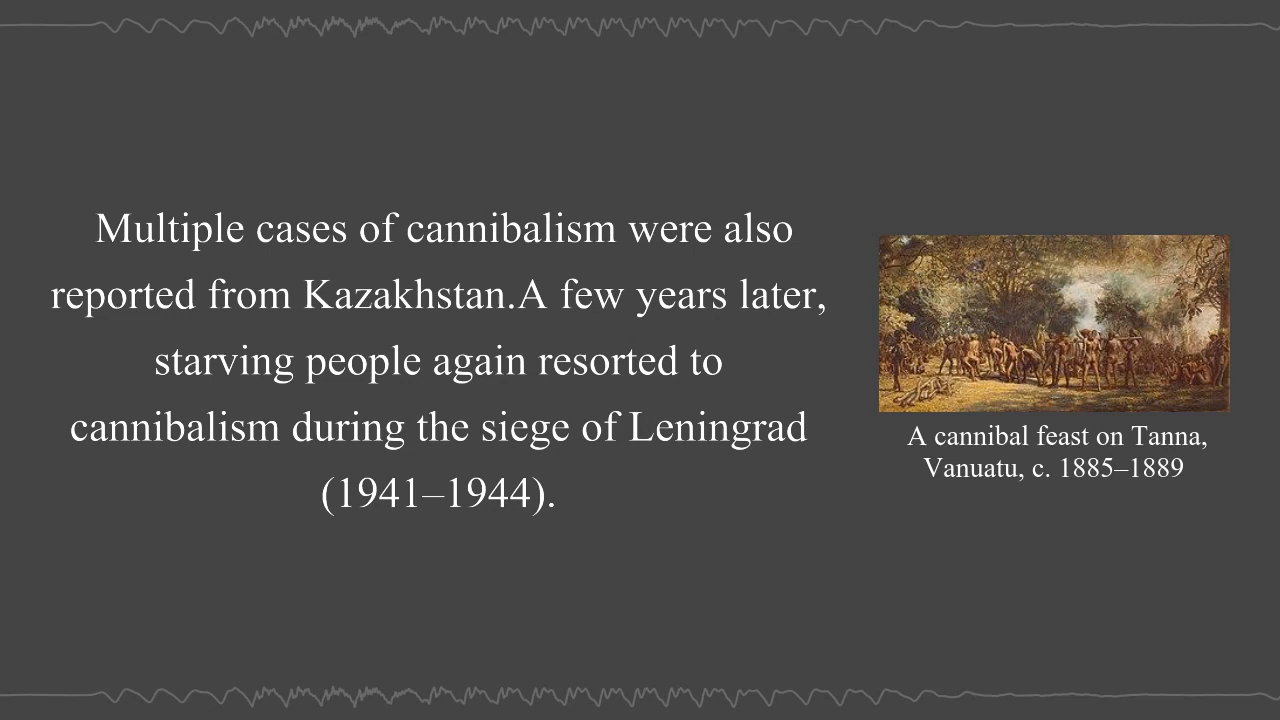 Multiple cases of cannibalism were also
reported from Kazakhstan.A few years later,
starving people again resorted to
cannibalism during the siege of Leningrad
(1941–1944).
A cannibal feast on Tanna,
Vanuatu, c. 1885–1889